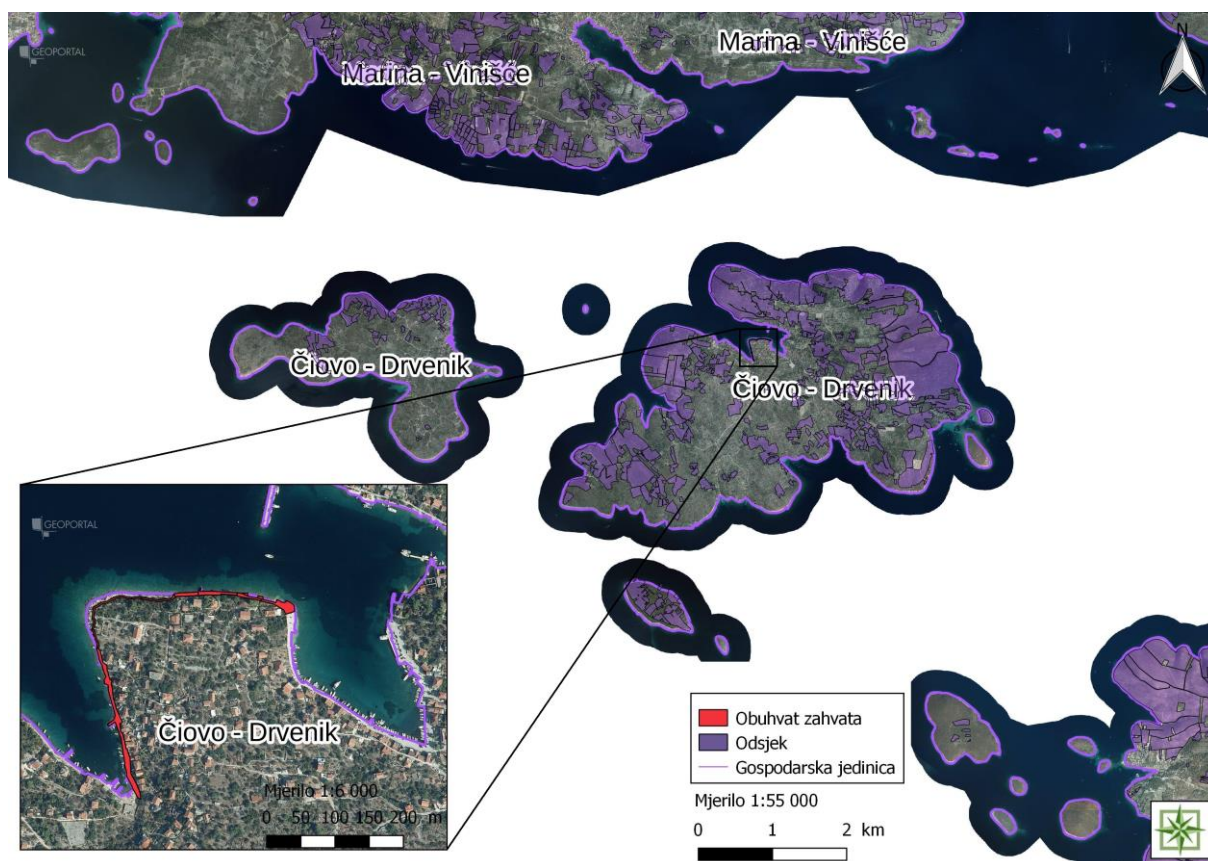 GEOPORTAL
Marina - Vinišće
N
Marina - Vinišće
Čiovo - Drvenik
Čiovo - Drvenik
GEOPORTAL
Čiovo - Drvenik
Mjerilo 1:6 000
0 50 100 150 200 m
Obuhvat zahvata
Odsjek
Gospodarska jedinica
Mjerilo 1:55 000
0 1 2 km